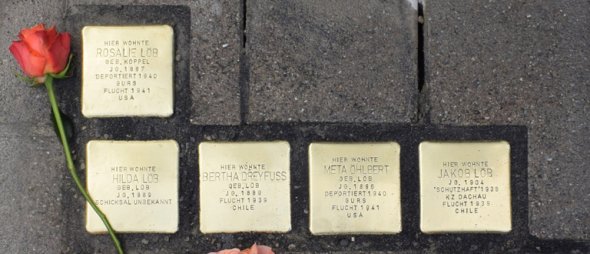 HIER WOHNTE
ROSALIE LÖB
GEB. KOPPEL
JG. 1867
DEPORTIERT 1940
GURS
FLUCHT 1941
USA
HIER WOHNTE
HILDA LÖB
GEB. LÖB
JG.
SCHICKSAL UNBEKANNT
HIER WOHNTE
BERTHA DREYFUSS
GEB. LÖB
JG.
FLUCHT 1939
CHILE
HIER WOHNTE
META OHLBERT
GEB. LÖB
JG. 1896
DEPORTIERT 1940
GURS
FLUCHT 1941
USA
HIER WOHNTE
JAKOB LÖB
JG. 1904
"SCHUTZHAFT" 1938
KZ DACHAU
FLUCHT 1939
CHILE